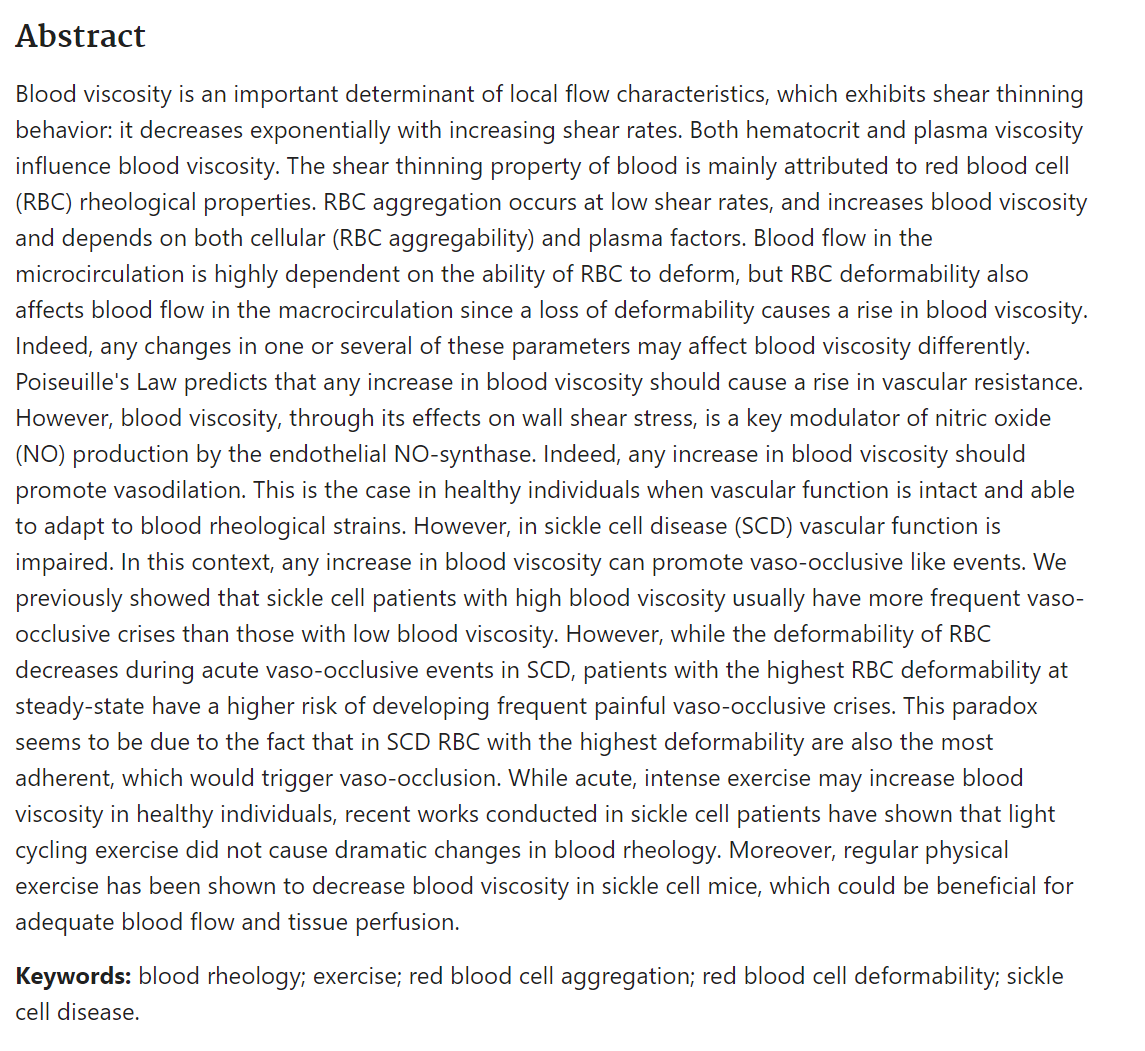 Abstract
Blood viscosity is an important determinant of local flow characteristics, which exhibits shear thinning
behavior: it decreases exponentially with increasing shear rates. Both hematocrit and plasma viscosity
influence blood viscosity. The shear thinning property of blood is mainly attributed to red blood cell
(RBC) rheological properties. RBC aggregation occurs at low shear rates, and increases blood viscosity
and depends on both cellular (RBC aggregability) and plasma factors. Blood flow in the
microcirculation is highly dependent on the ability of RBC to deform, but RBC deformability also
affects blood flow in the macrocirculation since a loss of deformability causes a rise in blood viscosity.
Indeed, any changes in one or several of these parameters may affect blood viscosity differently.
Poiseuille's Law predicts that any increase in blood viscosity should cause a rise in vascular resistance.
However, blood viscosity, through its effects on wall shear stress, is a key modulator of nitric oxide
(NO) production by the endothelial NO-synthase. Indeed, any increase in blood viscosity should
promote vasodilation. This is the case in healthy individuals when vascular function is intact and able
to adapt to blood rheological strains. However, in sickle cell disease (SCD) vascular function is
impaired. In this context, any increase in blood viscosity can promote vaso-occlusive like events. We
previously showed that sickle cell patients with high blood viscosity usually have more frequent vaso-
occlusive crises than those with low blood viscosity. However, while the deformability of RBC
decreases during acute vaso-occlusive events in SCD, patients with the highest RBC deformability at
steady-state have a higher risk of developing frequent painful vaso-occlusive crises. This paradox
seems to be due to the fact that in SCD RBC with the highest deformability are also the most
adherent, which would trigger vaso-occlusion. While acute, intense exercise may increase blood
viscosity in healthy individuals, recent works conducted in sickle cell patients have shown that light
cycling exercise did not cause dramatic changes in blood rheology. Moreover, regular physical
exercise has been shown to decrease blood viscosity in sickle cell mice, which could be beneficial for
adequate blood flow and tissue perfusion.
Keywords: blood rheology; exercise; red blood cell aggregation; red blood cell deformability; sickle
cell disease.